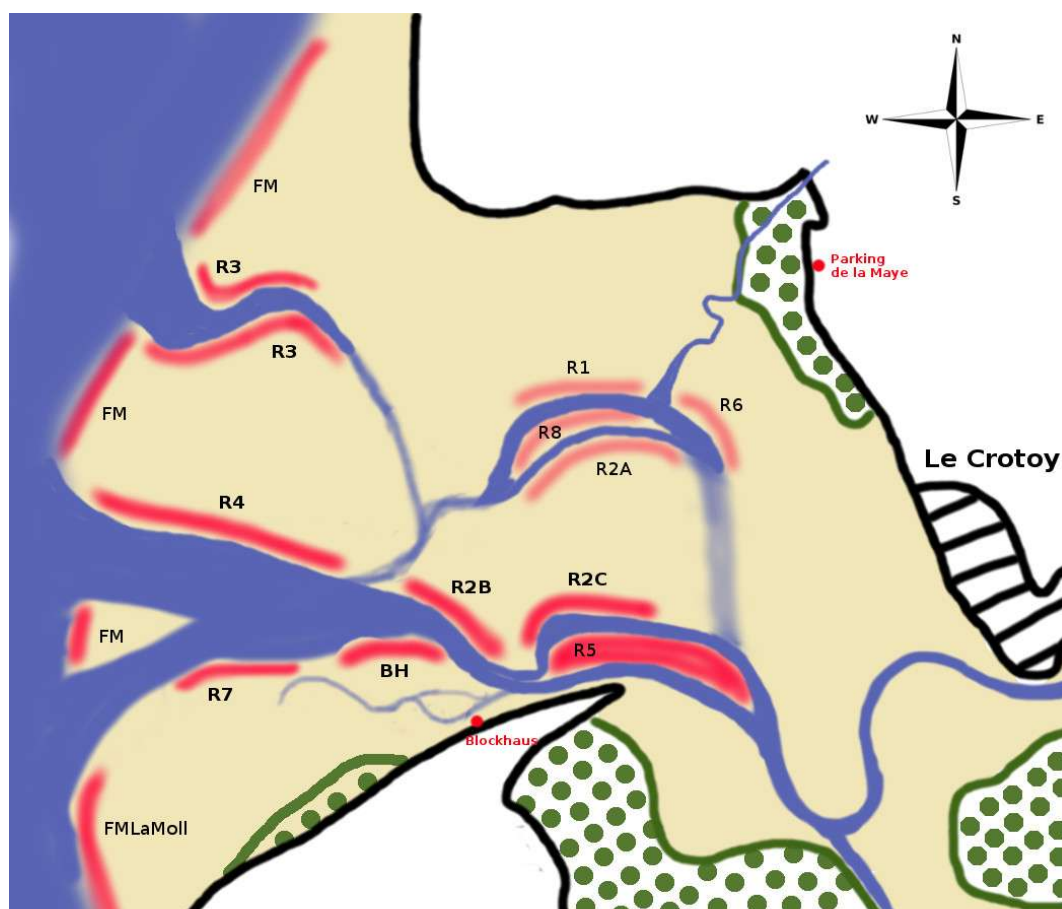 N
W
E
S
FM
Parking
de la Maye
R3
R3
R1
R6
FM
R8
R2A
Le Crotoy
R4
R2B
R2C
FM
R5
BH
R7
Blockhaus
FMLaMoll